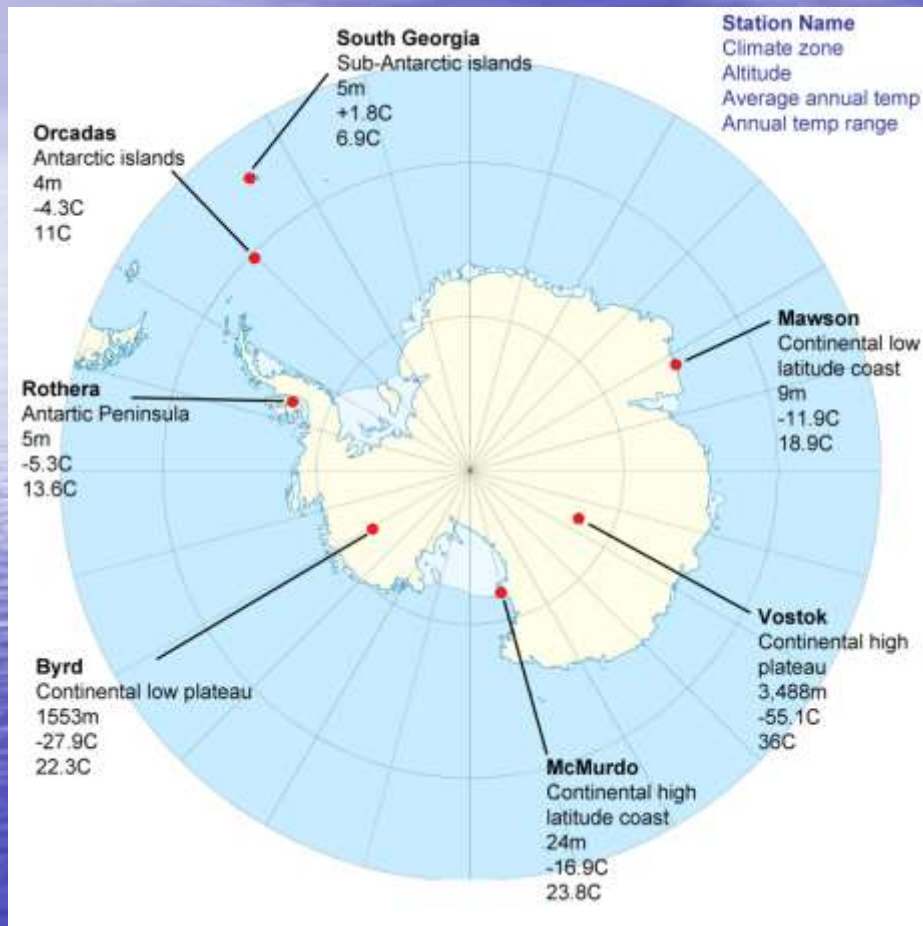 Station Name
Climate zone
Altitude
Average annual temp
Annual temp range
South Georgia
Sub-Antarctic islands
5m
+1.8C
6.9C
Orcadas
Antarctic islands
4m
-4.3C
11C
Mawson
Continental low
latitude coast
9m
-11.9C
18.9C
Rothera
Antartic Peninsula
5m
-5.3C
13.6C
Vostok
Continental high
plateau
3,488m
-55.1C
36C
Byrd
Continental low plateau
1553m
-27.9C
22.3C
McMurdo
Continental high
latitude coast
24m
-16.9C
23.8C